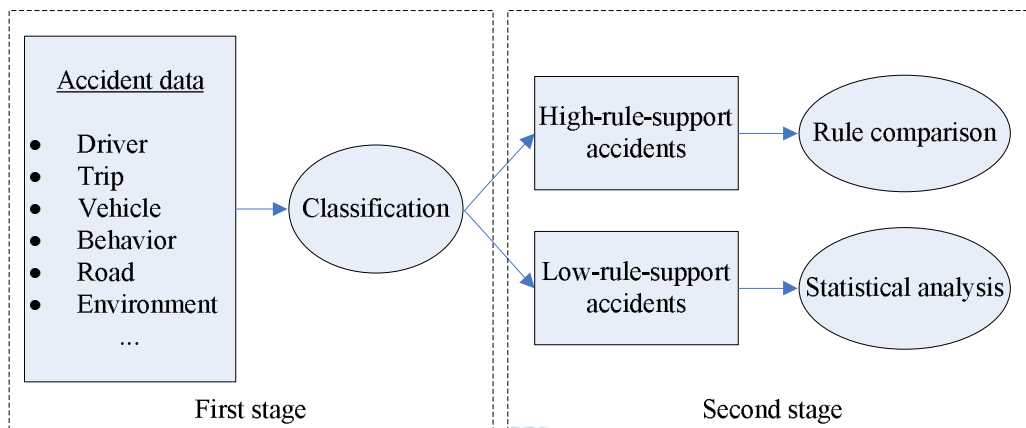 Accident data
• Driver
• Trip
• Vehicle
• Behavior
• Road
• Environment
...
Classification
First stage
High-rule-support
accidents
Rule comparison
Low-rule-support
accidents
Statistical analysis
Second stage